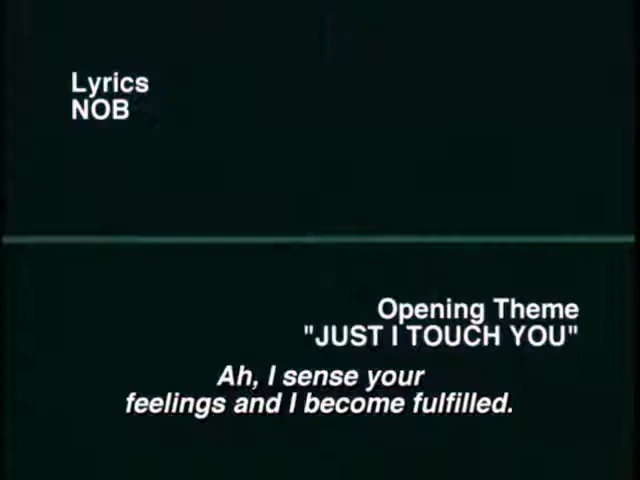 Lyrics
NOB
Opening Theme
"JUST I TOUCH YOU"
Ah, I sense your
feelings and I become fulfilled.